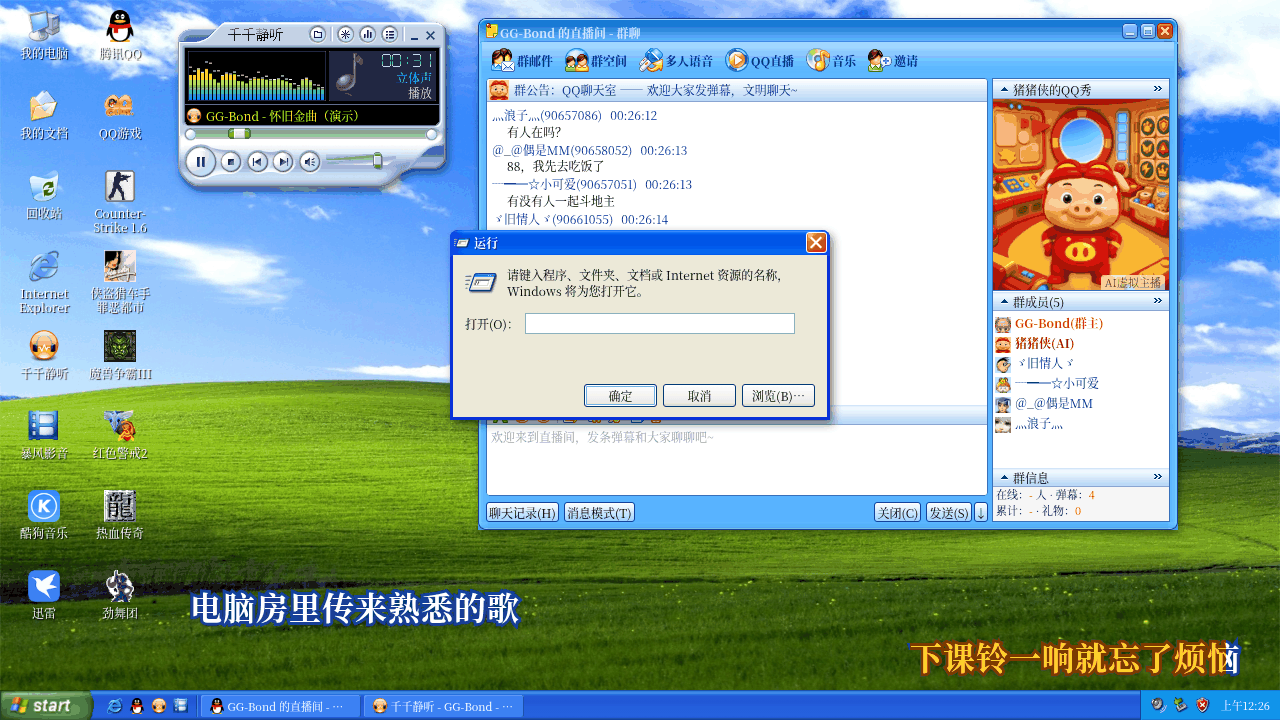 我的电脑
腾讯QQ
我的文档
QQ游戏
回收站
Counter-
Strike 1.6
Internet
Explorer
侠盗猎车手
罪恶都市
千千静听
魔兽争霸III
暴风影音
红色警戒2
酷狗音乐
热血传奇
迅雷
劲舞团
千千静听
00:31
立体声
播放
GG-Bond - 怀旧金曲（演示）
GG-Bond 的直播间 - 群聊
群邮件
群空间
多人语音
QQ直播
音乐
邀请
群公告：QQ聊天室 —— 欢迎大家发弹幕，文明聊天~
灬浪子灬(90657086) 00:26:12
有人在吗？
@_@偶是MM(90658052) 00:26:13
88，我先去吃饭了
─━━☆小可爱(90657051) 00:26:13
有没有人一起斗地主
ゞ旧情人ゞ(90661055) 00:26:14
运行
请键入程序、文件夹、文档或 Internet 资源的名称，
Windows 将为您打开它。
打开(O)：
确定
取消
浏览(B)…
欢迎来到直播间，发条弹幕和大家聊聊吧~
聊天记录(H)
消息模式(T)
关闭(C)
发送(S)
↓
猪猪侠的QQ秀
AI虚拟主播
群成员(5)
GG-Bond(群主)
猪猪侠(AI)
ゞ旧情人ゞ
─━━☆小可爱
@_@偶是MM
灬浪子灬
群信息
在线：- 人 · 弹幕：4
累计：- · 礼物：0
电脑房里传来熟悉的歌
下课铃一响就忘了烦恼
start
GG-Bond 的直播间 - …
千千静听 - GG-Bond - …
上午12:26